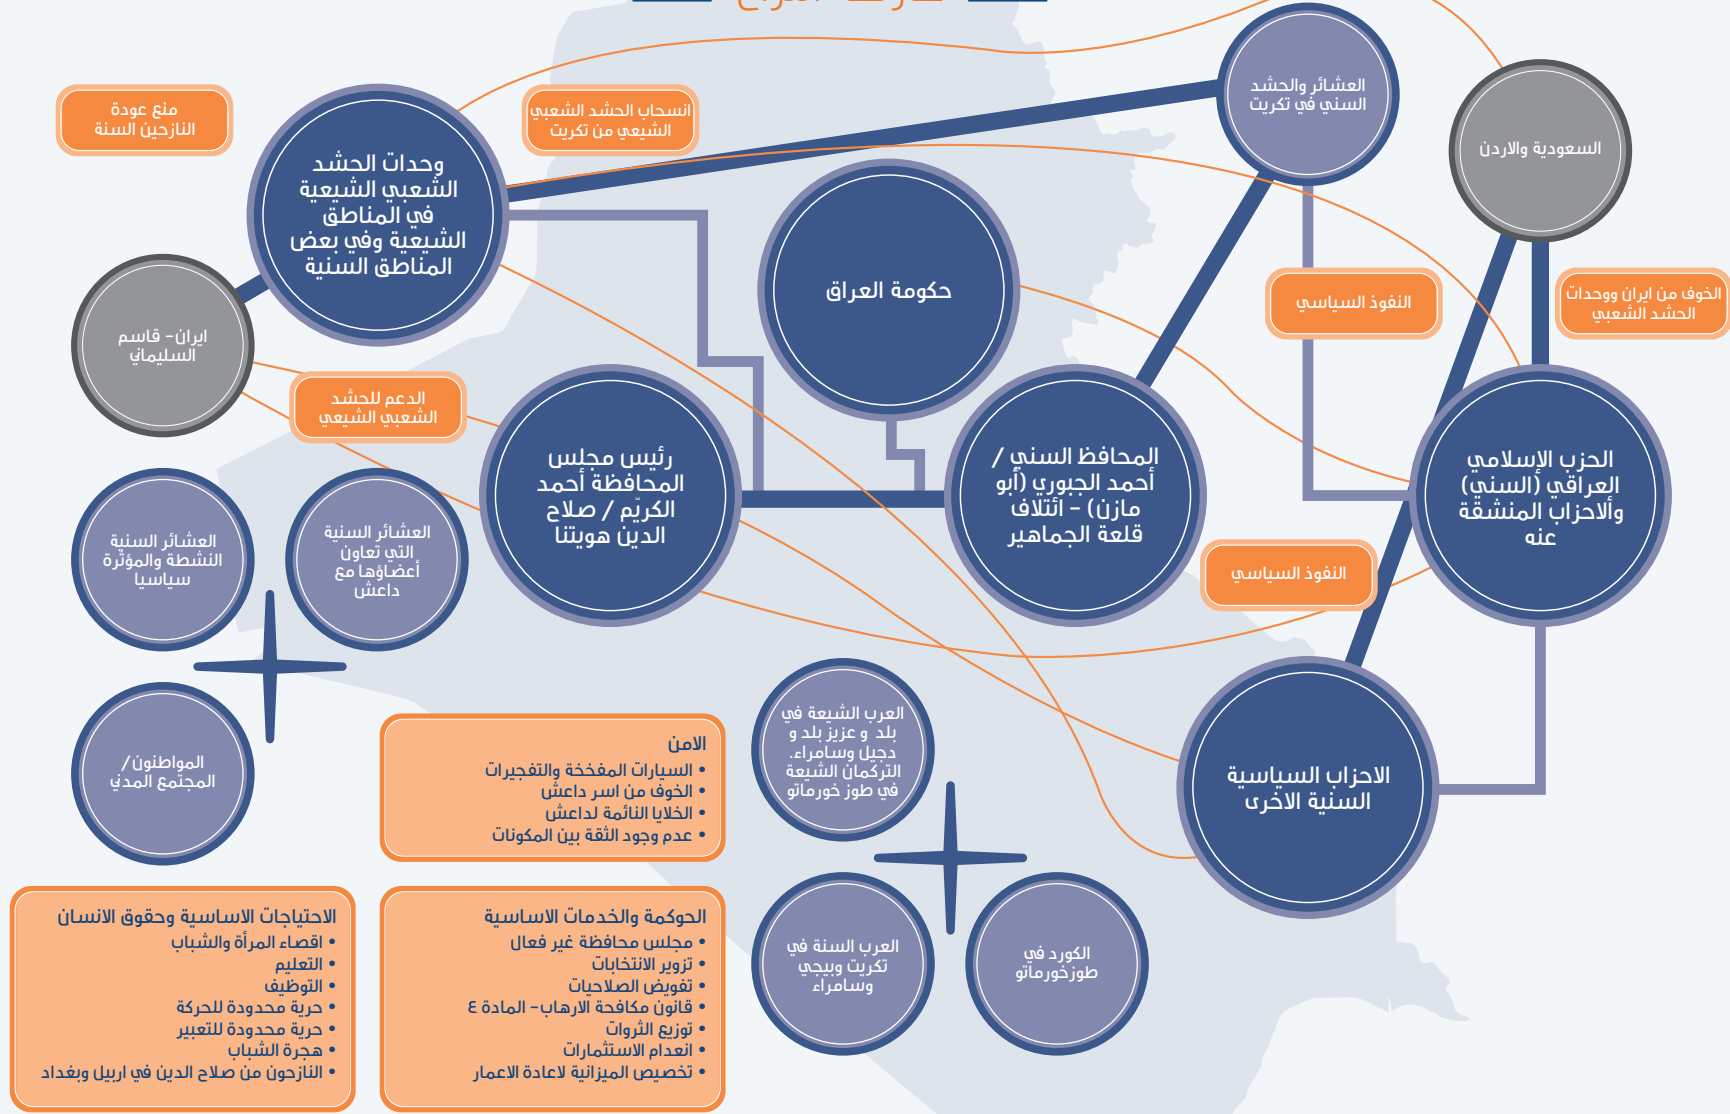 العشائر والحشد
السني في تكريت
السعودية والاردن
منع عودة
النازحين السنة
انسحاب الحشد الشعبي
الشيعي من تكريت
وحدات الحشد
الشعبي الشيعية
في المناطق
الشيعية وفي بعض
المناطق السنية
حكومة العراق
النفوذ السياسي
الخوف من ايران ووحدات
الحشد الشعبي
ايران- قاسم
السليماني
الدعم للحشد
الشعبي الشيعي
رئيس مجلس
المحافظة أحمد
الكريّم / صلاح
الدين هويتنا
المحافظ السني /
أحمد الجبوري (أبو
مازن) - ائتلاف
قلعة الجماهير
الحزب الإسلامي
العراقي (السني)
والاحزاب المنشقة
عنه
العشائر السنية
النشطة والمؤثرة
سياسيا
العشائر السنية
التي تعاون
أعضاؤها مع
داعش
النفوذ السياسي
المواطنون/
المجتمع المدني
العرب الشيعة في
بلد و عزيز بلد و
دجيل وسامراء.
التركمان الشيعة
في طوز خورماتو
الاحزاب السياسية
السنية الاخرى
الامن
• السيارات المفخخة والتفجيرات
• الخوف من اسر داعش
• الخلايا النائمة لداعش
• عدم وجود الثقة بين المكونات
العرب السنة في
تكريت وبيجي
وسامراء
الكورد في
طوزخورماتو
الحوكمة والخدمات الاساسية
• مجلس محافظة غير فعال
• تزوير الانتخابات
• تفويض الصلاحيات
• قانون مكافحة الارهاب- المادة ٤
• توزيع الثروات
• انعدام الاستثمارات
• تخصيص الميزانية لاعادة الاعمار
الاحتياجات الاساسية وحقوق الانسان
• اقصاء المرأة والشباب
• التعليم
• التوظيف
• حرية محدودة للحركة
• حرية محدودة للتعبير
• هجرة الشباب
• النازحون من صلاح الدين في اربيل وبغداد